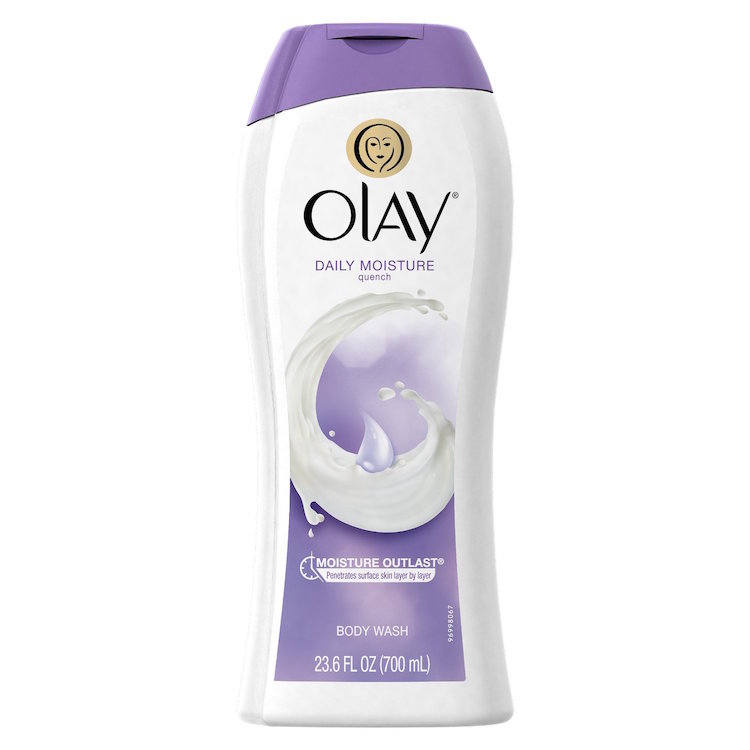 OLAY®
DAILY MOISTURE
quench
MOISTURE OUTLAST®
Penetrates surface skin layer by layer
96998067
BODY WASH
23.6 FL OZ (700 mL)